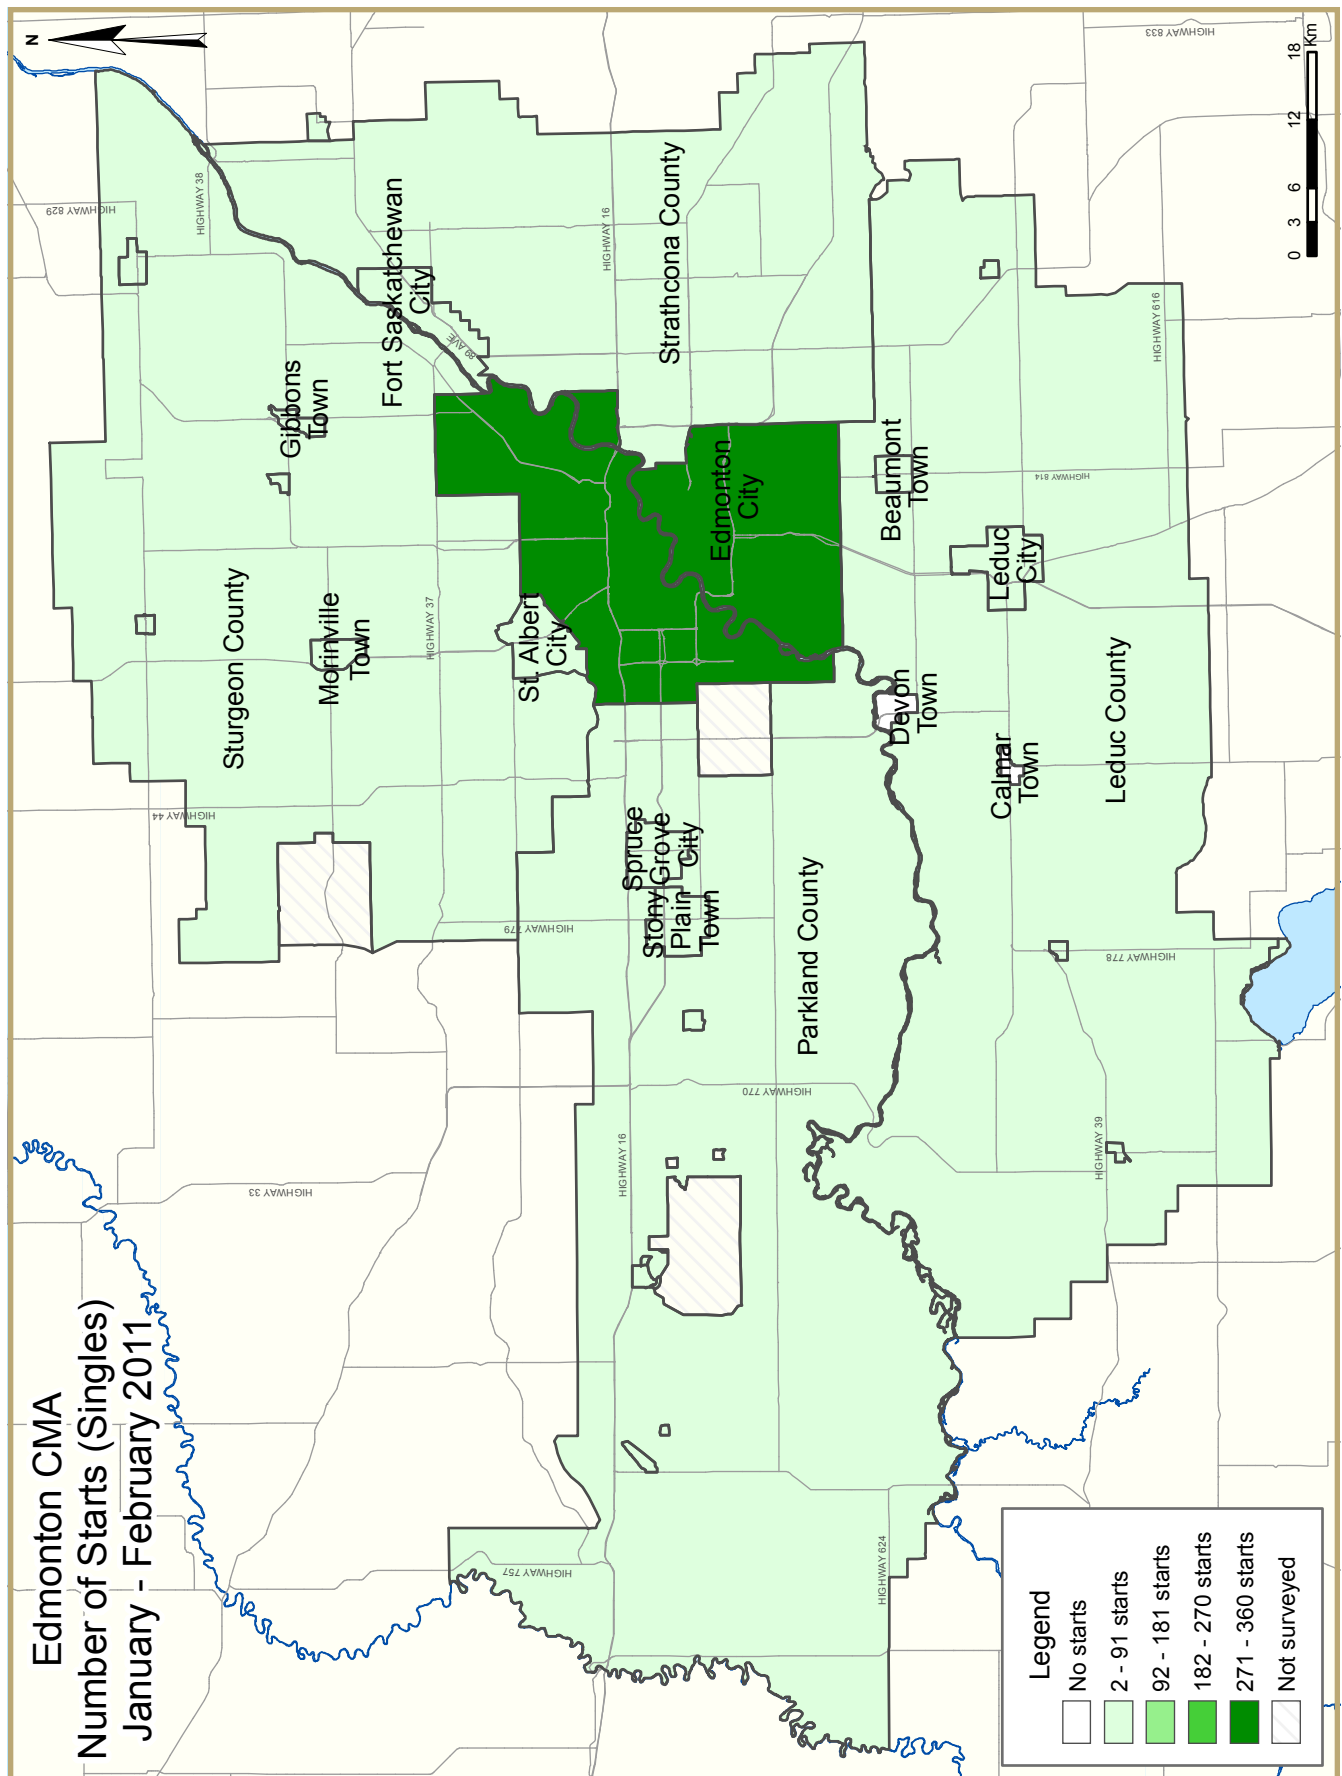 Edmonton CMA
Number of Starts (Singles)
January - February 2011
N
HIGHWAY 829
HIGHWAY 38
HIGHWAY 833
HIGHWAY 44
HIGHWAY 37
HIGHWAY 779
HIGHWAY 33
HIGHWAY 16
HIGHWAY 16
89 AVE
HIGHWAY 770
HIGHWAY 757
HIGHWAY 624
HIGHWAY 39
HIGHWAY 778
HIGHWAY 814
HIGHWAY 616
Sturgeon County
Gibbons
Town
Morinville
Town
Fort Saskatchewan
City
St. Albert
City
Strathcona County
Edmonton
City
Spruce
Grove
City
Stony
Plain
Town
Parkland County
Beaumont
Town
Devon
Town
Leduc
City
Calmar
Town
Leduc County
Legend
No starts
2 - 91 starts
92 - 181 starts
182 - 270 starts
271 - 360 starts
Not surveyed
0 3 6 12 18
Km